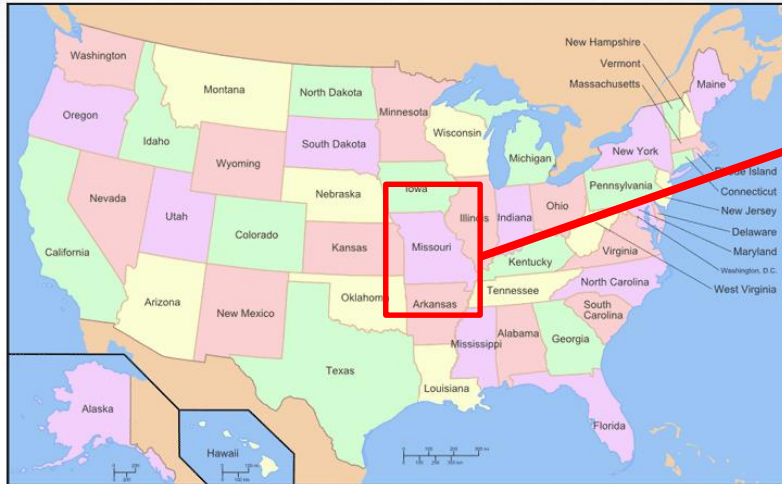 New Hampshire
Vermont
Massachusetts
Washington
Montana
North Dakota
Minnesota
Maine
Oregon
Idaho
Wyoming
South Dakota
Wisconsin
Michigan
New York
Rhode Island
Connecticut
New Jersey
Delaware
Maryland
Washington, D.C.
West Virginia
Nevada
Utah
Colorado
Nebraska
Iowa
Illinois
Indiana
Ohio
Pennsylvania
California
Kansas
Missouri
Kentucky
Virginia
Arizona
New Mexico
Oklahoma
Arkansas
Tennessee
North Carolina
South
Carolina
Texas
Louisiana
Mississippi
Alabama
Georgia
Florida
Alaska
Hawaii